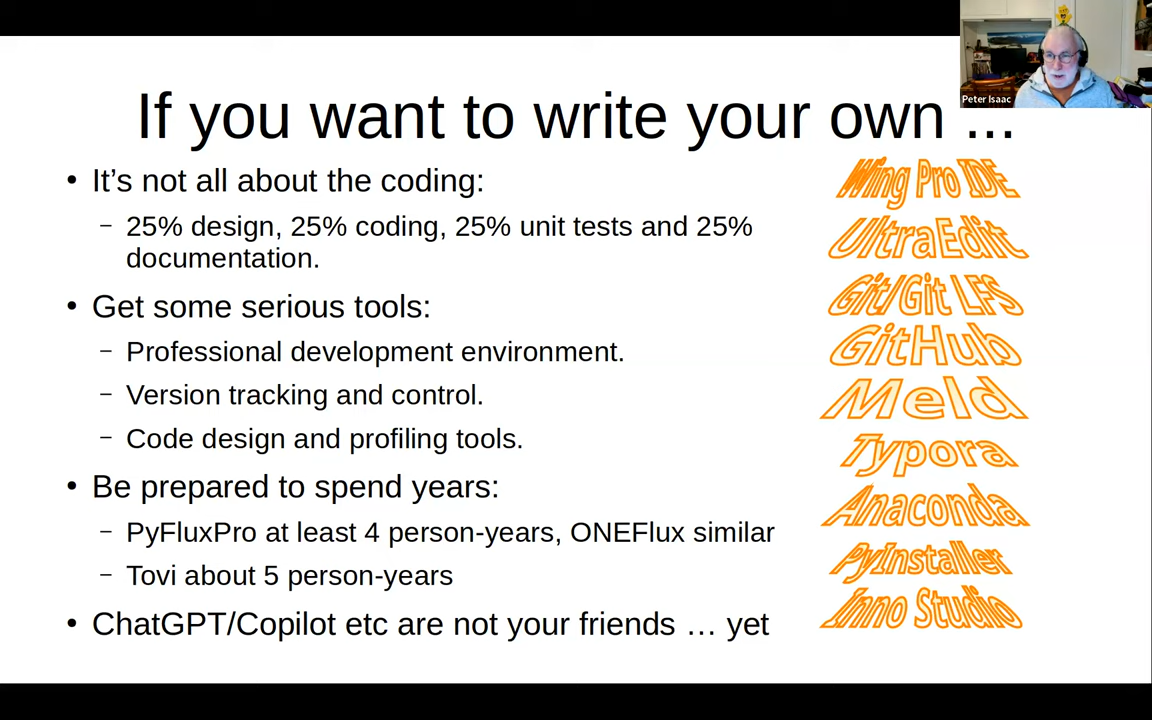 If you want to write your own ...
Peter Isaac
• It’s not all about the coding:
– 25% design, 25% coding, 25% unit tests and 25%
documentation.
• Get some serious tools:
– Professional development environment.
– Version tracking and control.
– Code design and profiling tools.
• Be prepared to spend years:
– PyFluxPro at least 4 person-years, ONEFlux similar
– Tovi about 5 person-years
• ChatGPT/Copilot etc are not your friends … yet
Wing Pro IDE
UltraEdit
Git/Git LFS
GitHub
Meld
Typora
Anaconda
PyInstaller
Inno Studio